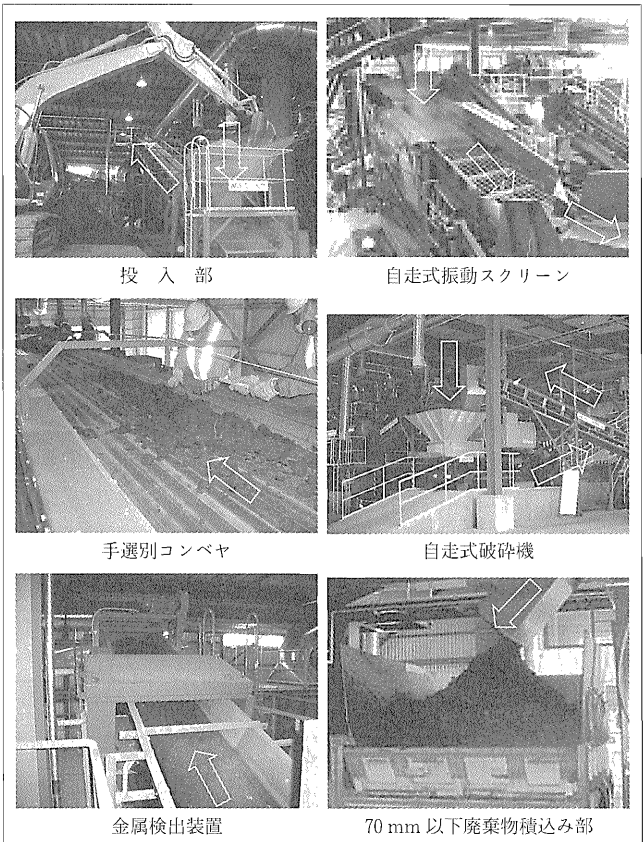 投 入 部
自走式振動スクリーン
手選別コンベヤ
自走式破砕機
金属検出装置
70 mm 以下廃棄物積込み部